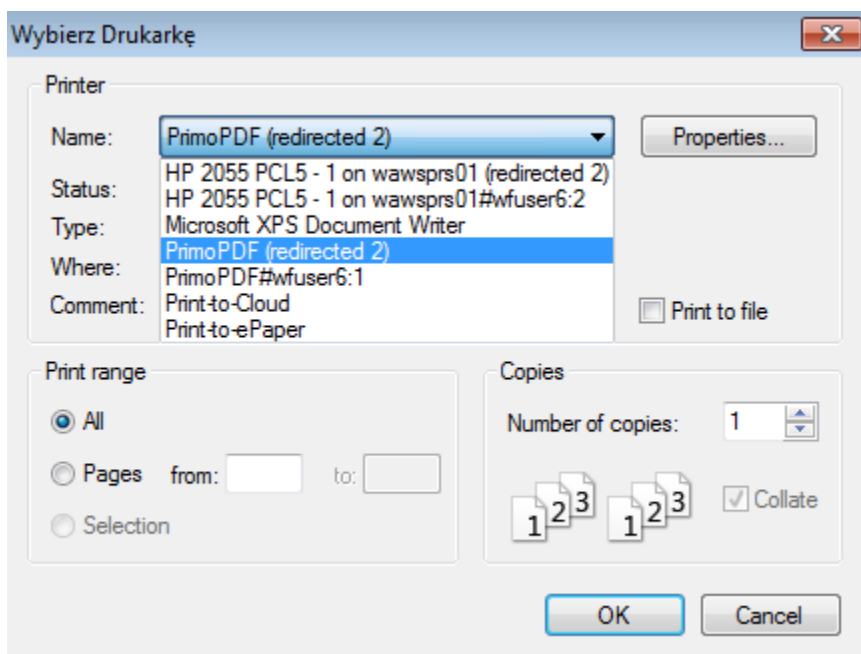 Wybierz Drukarkę
Printer
Name: PrimoPDF (redirected 2) Properties...
HP 2055 PCL5 - 1 on wawsprs01 (redirected 2)
Status: HP 2055 PCL5 - 1 on wawsprs01#wfuser6:2
Type: Microsoft XPS Document Writer
PrimoPDF (redirected 2)
Where: PrimoPDF#wfuser6:1
Comment: Print-to-Cloud Print to file
Print-to-ePaper
Print range
All
Pages from: to:
Selection
Copies
Number of copies: 1
1 2 3 1 2 3 Collate
OK Cancel